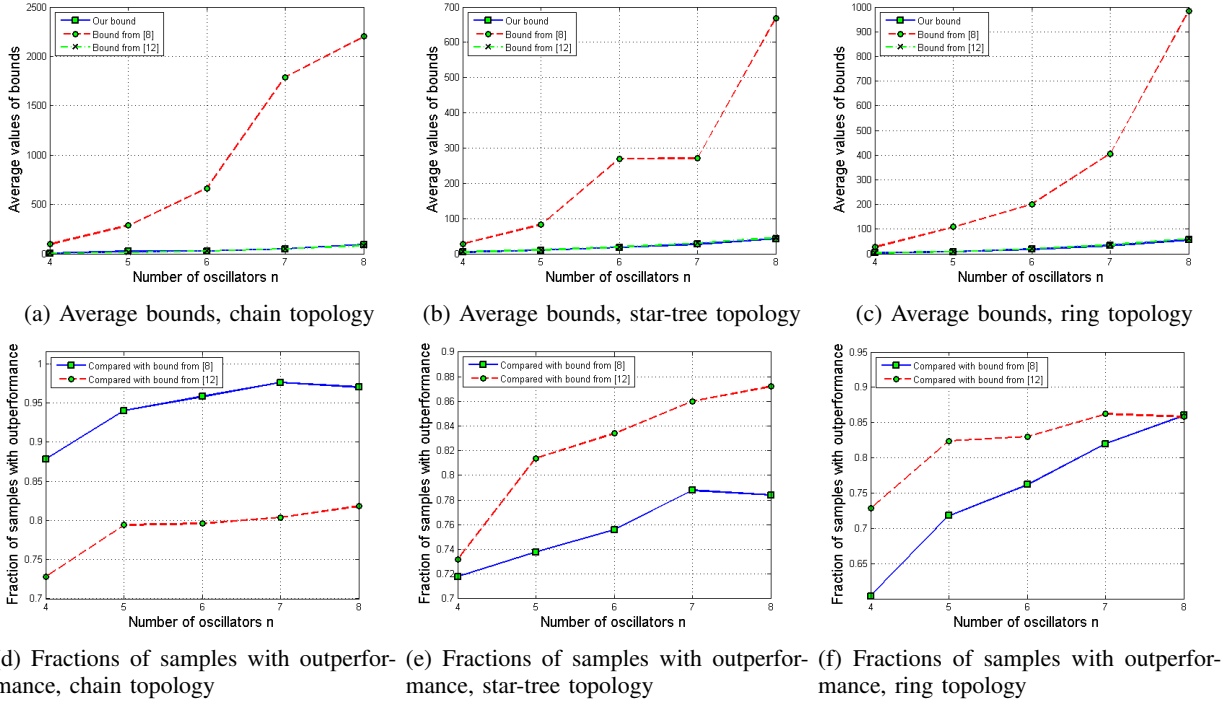 Average values of bounds
2500
2000
1500
1000
500
0
Our bound
Bound from [8]
Bound from [12]
4 5 6 7 8
Number of oscillators n
(a) Average bounds, chain topology
Average values of bounds
700
600
500
400
300
200
100
0
Our bound
Bound from [8]
Bound from [12]
4 5 6 7 8
Number of oscillators n
(b) Average bounds, star-tree topology
Average values of bounds
1000
900
800
700
600
500
400
300
200
100
0
Our bound
Bound from [8]
Bound from [12]
4 5 6 7 8
Number of oscillators n
(c) Average bounds, ring topology
Fraction of samples with outperformance
1
0.95
0.9
0.85
0.8
0.75
0.7
Compared with bound from [8]
Compared with bound from [12]
4 5 6 7 8
Number of oscillators n
d) Fractions of samples with outperfor-
mance, chain topology
Fraction of samples with outperformance
0.9
0.88
0.86
0.84
0.82
0.8
0.78
0.76
0.74
0.72
0.7
Compared with bound from [8]
Compared with bound from [12]
4 5 6 7 8
Number of oscillators n
(e) Fractions of samples with outperfor-
mance, star-tree topology
Fraction of samples with outperformance
0.95
0.9
0.85
0.8
0.75
0.7
0.65
Compared with bound from [8]
Compared with bound from [12]
4 5 6 7 8
Number of oscillators n
(f) Fractions of samples with outperfor-
mance, ring topology